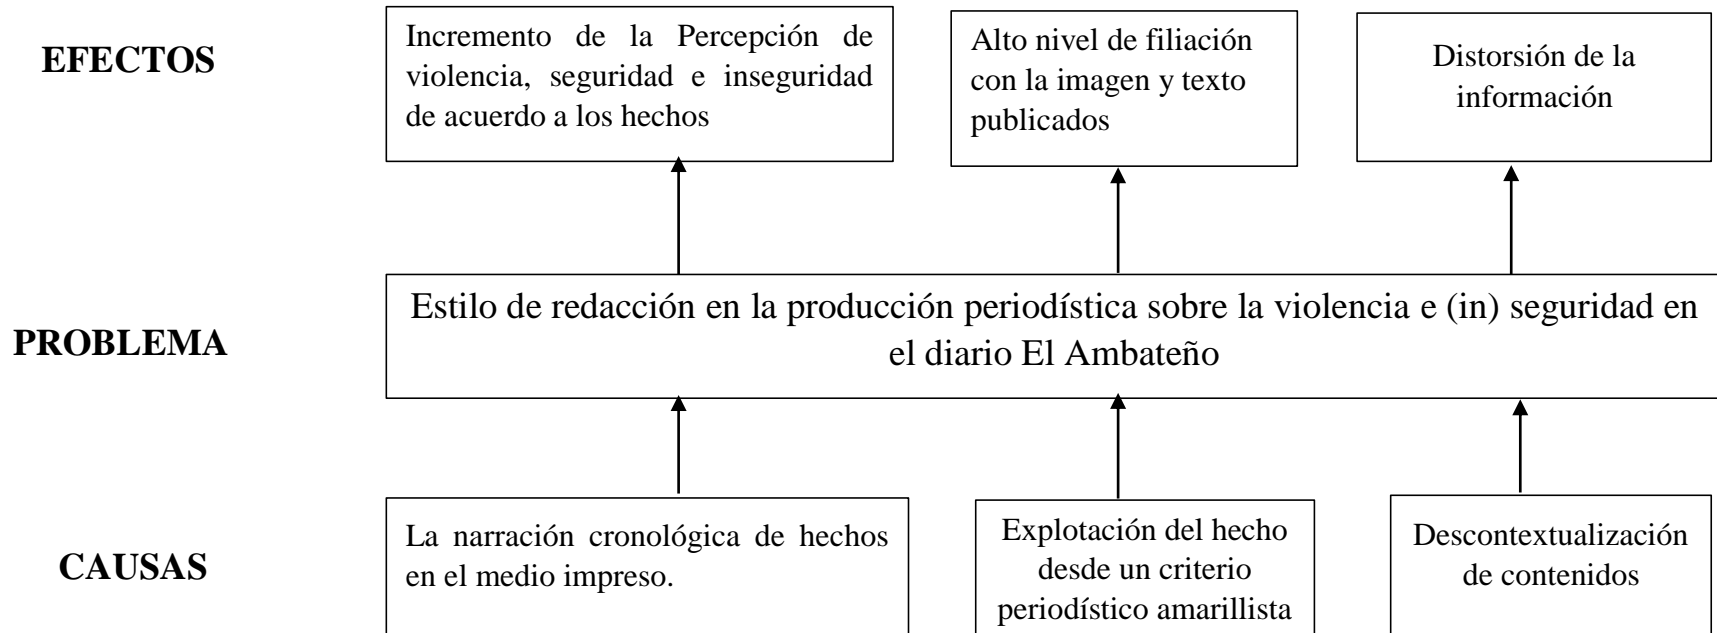 EFECTOS
Incremento de la Percepción de
violencia, seguridad e inseguridad
de acuerdo a los hechos
Alto nivel de filiación
con la imagen y texto
publicados
Distorsión de la
información
PROBLEMA
Estilo de redacción en la producción periodística sobre la violencia e (in) seguridad en
el diario El Ambateño
CAUSAS
La narración cronológica de hechos
en el medio impreso.
Explotación del hecho
desde un criterio
periodístico amarillista
Descontextualización
de contenidos